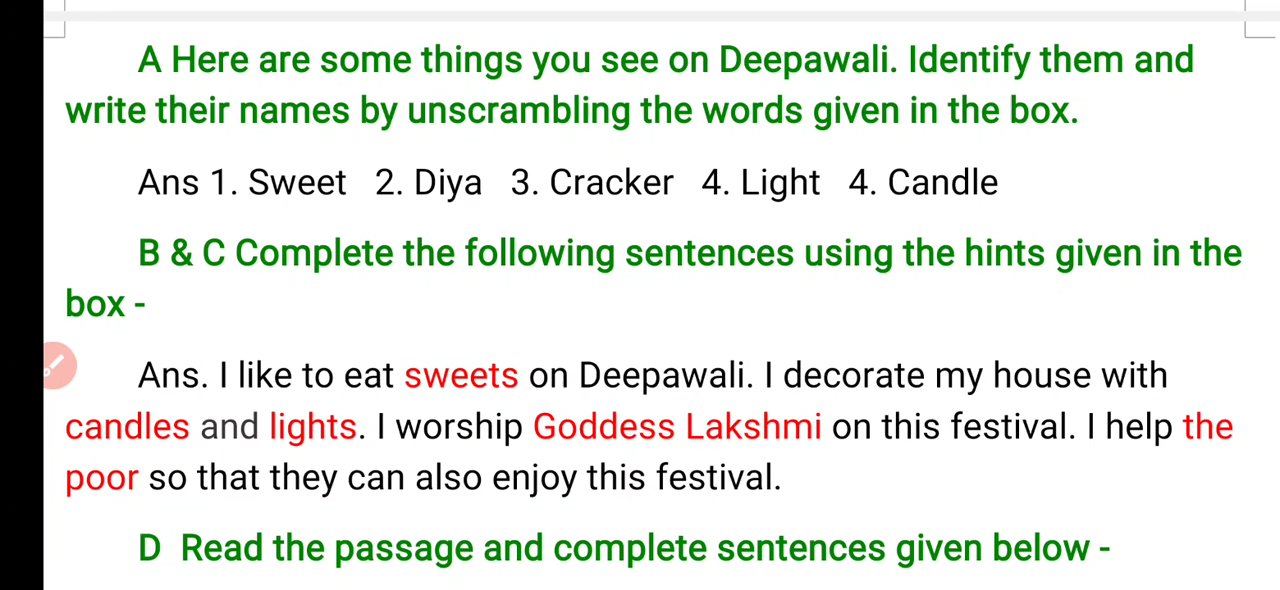 A Here are some things you see on Deepawali. Identify them and
write their names by unscrambling the words given in the box.
Ans 1. Sweet 2. Diya 3. Cracker 4. Light 4. Candle
B & C Complete the following sentences using the hints given in the
box -
Ans. I like to eat sweets on Deepawali. I decorate my house with
candles and lights. I worship Goddess Lakshmi on this festival. I help the
poor so that they can also enjoy this festival.
D Read the passage and complete sentences given below -